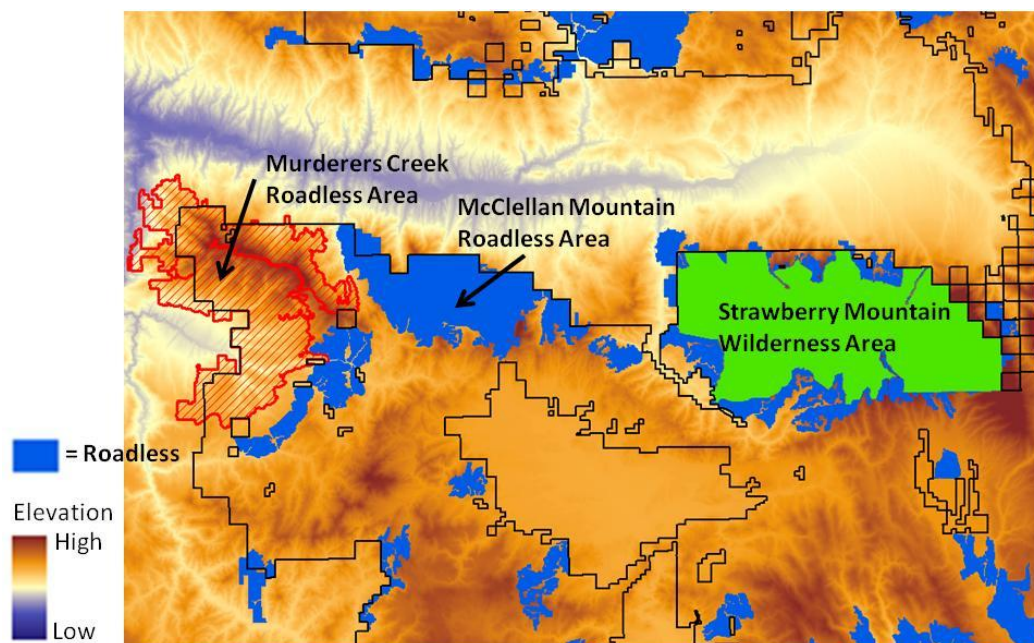 Murderers Creek
Roadless Area
McClellan Mountain
Roadless Area
Strawberry Mountain
Wilderness Area
= Roadless
Elevation
High
Low